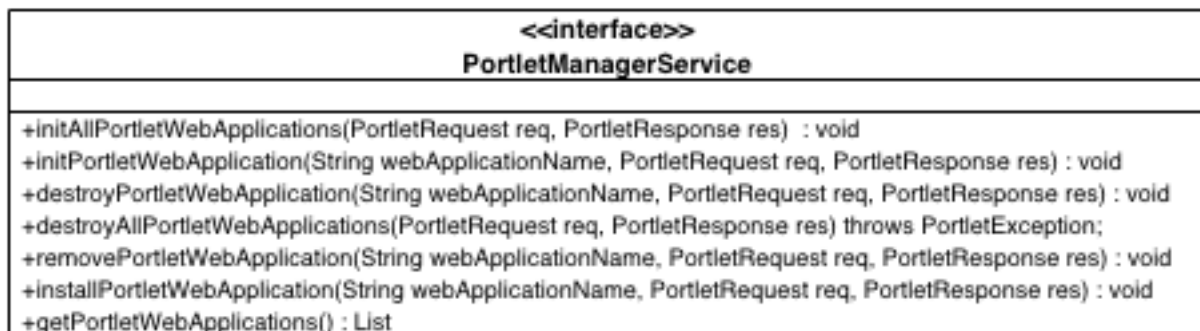 <<interface>>
PortletManagerService
+initAllPortletWebApplications(PortletRequest req, PortletResponse res) : void
+initPortletWebApplication(String webApplicationName, PortletRequest req, PortletResponse res) : void
+destroyPortletWebApplication(String webApplicationName, PortletRequest req, PortletResponse res) : void
+destroyAllPortletWebApplications(PortletRequest req, PortletResponse res) throws PortletException;
+removePortletWebApplication(String webApplicationName, PortletRequest req, PortletResponse res) : void
+installPortletWebApplication(String webApplicationName, PortletRequest req, PortletResponse res) : void
+getPortletWebApplications() : List